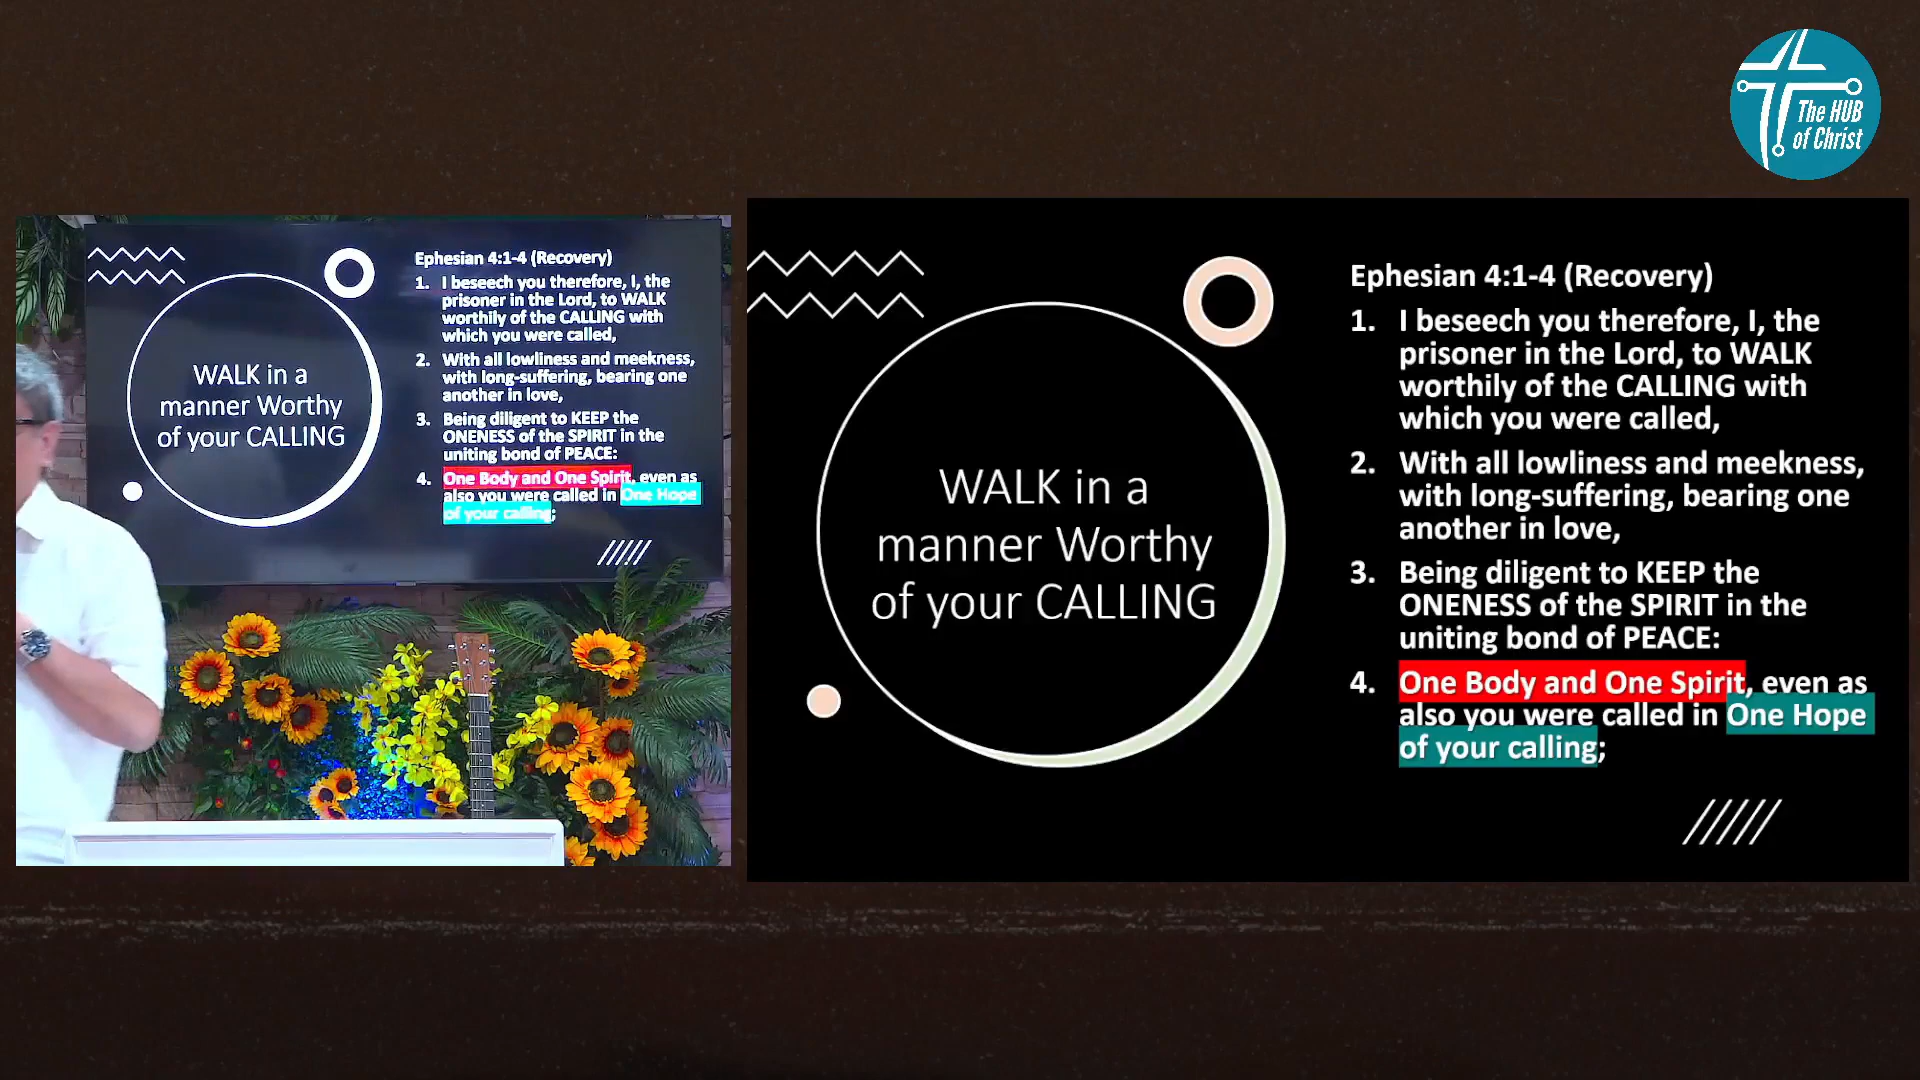 The HUB
of Christ
WALK in a
manner Worthy
of your CALLING
Ephesian 4:1-4 (Recovery)
1. I beseech you therefore, I, the
prisoner in the Lord, to WALK
worthily of the CALLING with
which you were called,
2. With all lowliness and meekness,
with long-suffering, bearing one
another in love,
3. Being diligent to KEEP the
ONENESS of the SPIRIT in the
uniting bond of PEACE:
4. One Body and One Spirit, even as
also you were called in One Hope
of your calling;
WALK in a
manner Worthy
of your CALLING
Ephesian 4:1-4 (Recovery)
1. I beseech you therefore, I, the
prisoner in the Lord, to WALK
worthily of the CALLING with
which you were called,
2. With all lowliness and meekness,
with long-suffering, bearing one
another in love,
3. Being diligent to KEEP the
ONENESS of the SPIRIT in the
uniting bond of PEACE:
4. One Body and One Spirit, even as
also you were called in One Hope
of your calling;